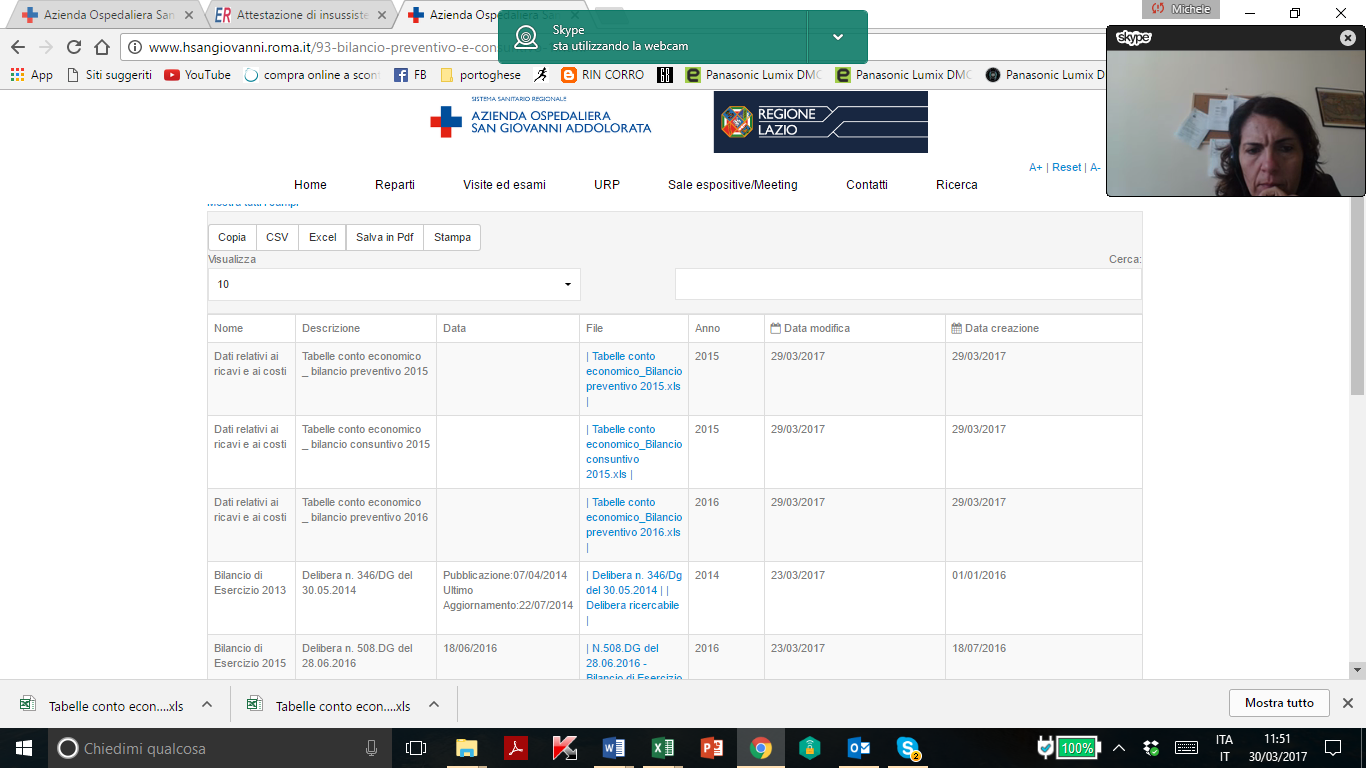 Azienda Ospedaliera San
Attestazione di insussiste
Azienda Ospedaliera Sa
Michele
Skype
sta utilizzando la webcam
www.hsangiovanni.roma.it/93-bilancio-preventivo-e-con
skype
App
Siti suggeriti
YouTube
compra online a scont
FB
portoghese
RIN CORRO
Panasonic Lumix DMC
Panasonic Lumix DMC
Panasonic Lumix D
SISTEMA SANITARIO REGIONALE
AZIENDA OSPEDALIERA
SAN GIOVANNI ADDOLORATA
REGIONE
LAZIO
A+ | Reset | A-
Home
Reparti
Visite ed esami
URP
Sale espositive/Meeting
Contatti
Ricerca
Mostra tutti i campi
Copia
CSV
Excel
Salva in Pdf
Stampa
Visualizza
Cerca:
10
Nome
Descrizione
Data
File
Anno
Data modifica
Data creazione
Dati relativi ai
ricavi e ai costi
Tabelle conto economico
_ bilancio preventivo 2015
| Tabelle conto
economico_Bilancio
preventivo 2015.xls
|
2015
29/03/2017
29/03/2017
Dati relativi ai
ricavi e ai costi
Tabelle conto economico
_ bilancio consuntivo 2015
| Tabelle conto
economico_Bilancio
consuntivo
2015.xls |
2015
29/03/2017
29/03/2017
Dati relativi ai
ricavi e ai costi
Tabelle conto economico
_ bilancio preventivo 2016
| Tabelle conto
economico_Bilancio
preventivo 2016.xls
|
2016
29/03/2017
29/03/2017
Bilancio di
Esercizio 2013
Delibera n. 346/DG del
30.05.2014
Pubblicazione:07/04/2014
Ultimo
Aggiornamento:22/07/2014
| Delibera n. 346/Dg
del 30.05.2014 | |
Delibera ricercabile
|
2014
23/03/2017
01/01/2016
Bilancio di
Esercizio 2015
Delibera n. 508.DG del
28.06.2016
18/06/2016
| N.508.DG del
28.06.2016 -
Bilancio di Esercizio
2016
23/03/2017
18/07/2016
Tabelle conto econ....xls
Tabelle conto econ....xls
Mostra tutto
Chiedimi qualcosa
2
100%
ITA
IT
11:51
30/03/2017